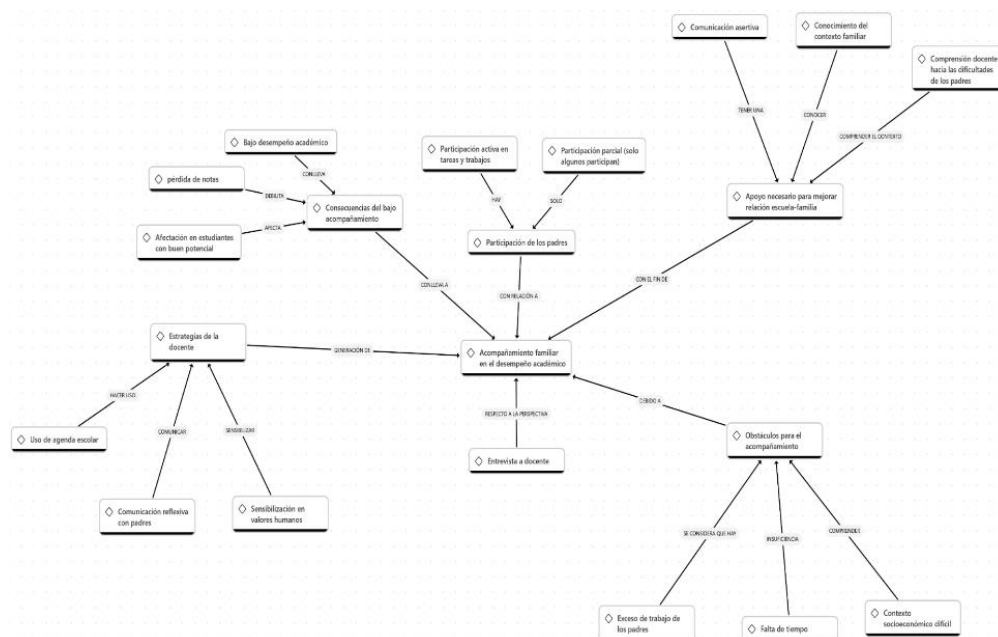 Comunicación asertiva
Conocimiento del
contexto familiar
Comprensión docente
hacia las dificultades
de los padres
TENER UNA
CONOCER
COMPRENDER EL CONTEXTO
Bajo desempeño académico
CONLLEVA
pérdida de notas
DEBILITA
Consecuencias del bajo
acompañamiento
Afectación en estudiantes
con buen potencial
AFECTA
Participación activa en
tareas y trabajos
Participación parcial (solo
algunos participan)
HAY
SOLO
Participación de los padres
Apoyo necesario para mejorar
relación escuela-familia
CONLLEVA A
CON RELACIÓN A
CON EL FIN DE
Estrategias de la
docente
GENERACIÓN DE
Acompañamiento familiar
en el desempeño académico
HACER USO
COMUNICAR
SENSIBILIZAR
RESPECTO A LA PERSPECTIVA
DEBIDO A
Uso de agenda escolar
Entrevista a docente
Obstáculos para el
acompañamiento
Comunicación reflexiva
con padres
Sensibilización en
valores humanos
SE CONSIDERA QUE HAY
INSUFICIENCIA
COMPRENDER
Exceso de trabajo de
los padres
Falta de tiempo
Contexto
socioeconómico difícil